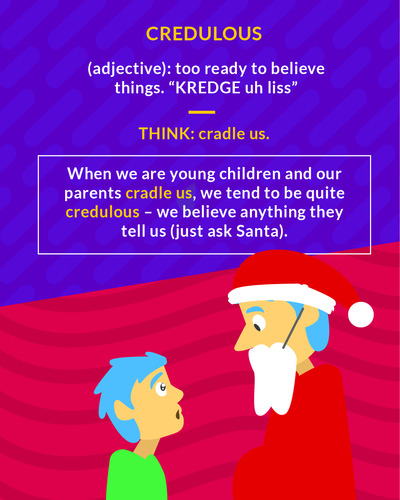 CREDULOUS
(adjective): too ready to believe
things. “KREDGE uh liss”
THINK: cradle us.
When we are young children and our
parents cradle us, we tend to be quite
credulous – we believe anything they
tell us (just ask Santa).